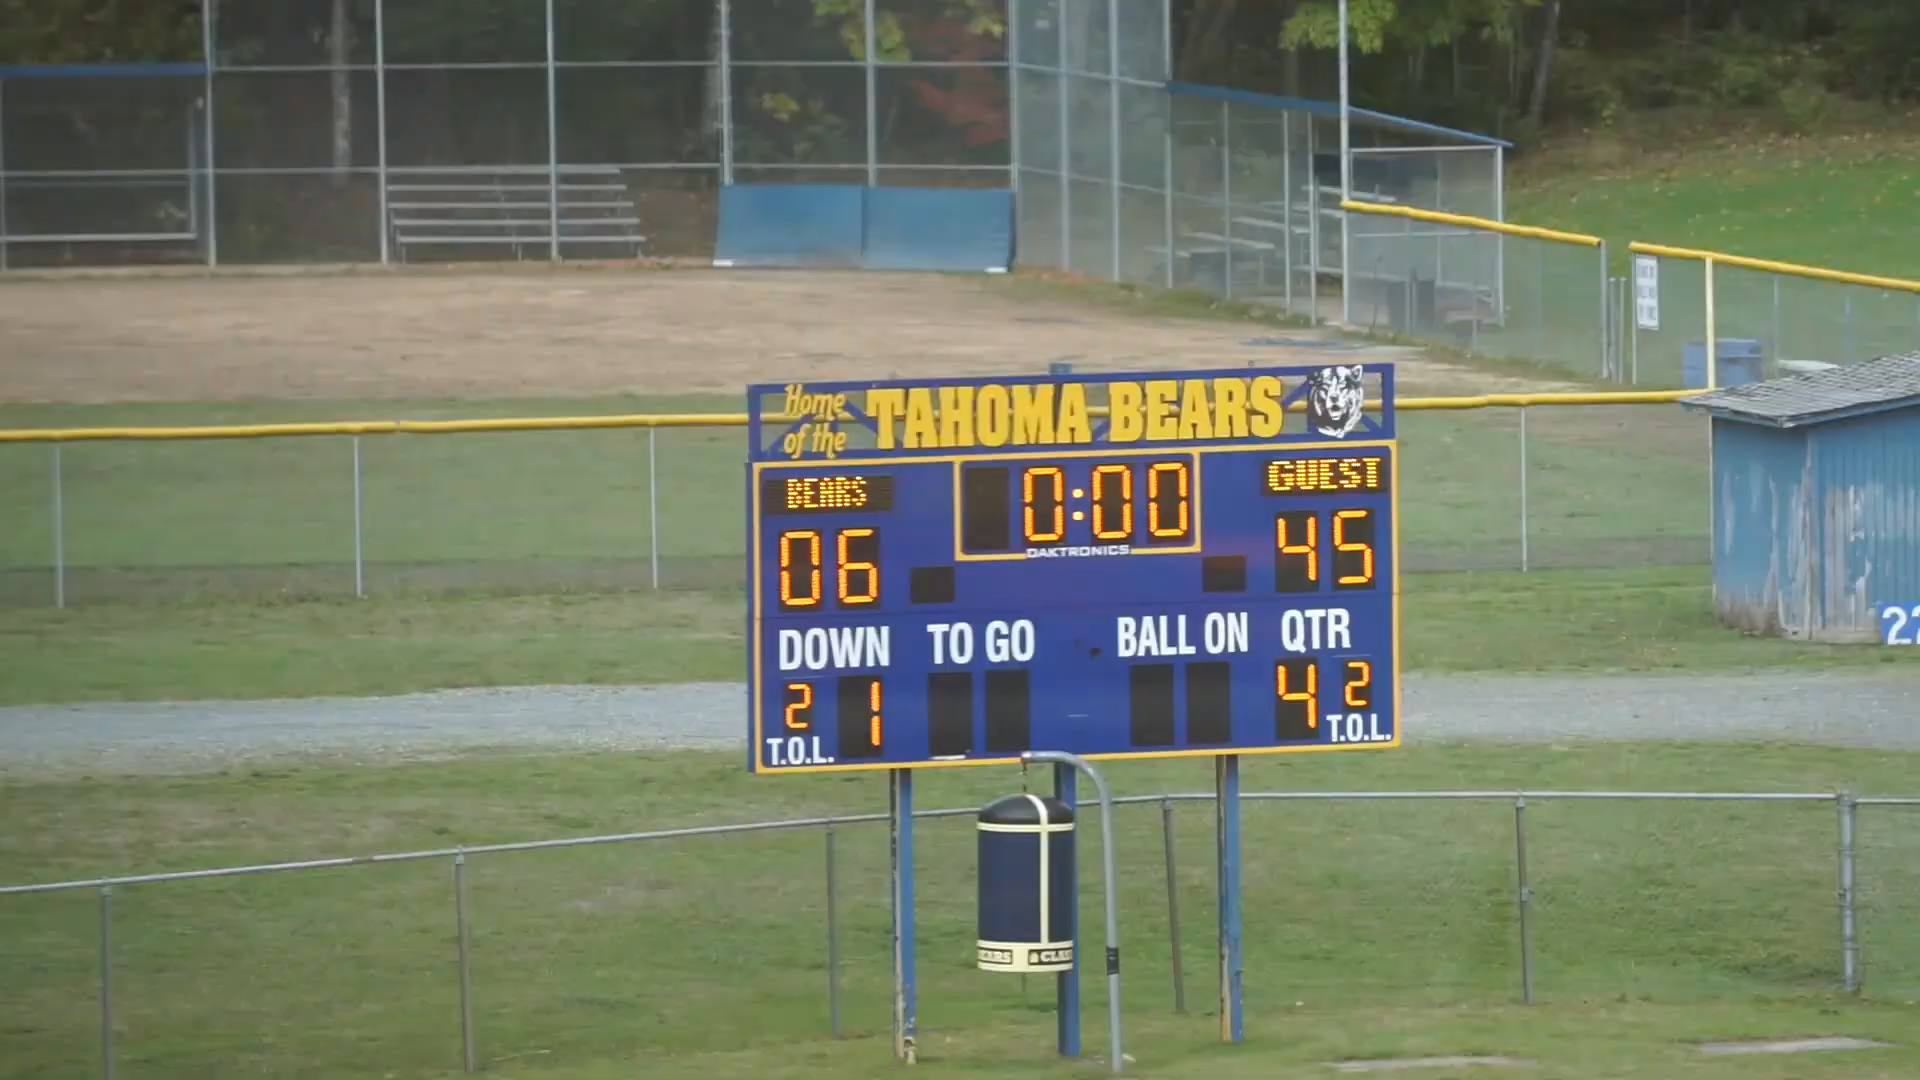 Home of the
TAHOMA BEARS
BEARS
0:00
GUEST
DAKTRONICS
06
45
DOWN
TO GO
BALL ON
QTR
2
1
4
2
T.O.L.
T.O.L.
22